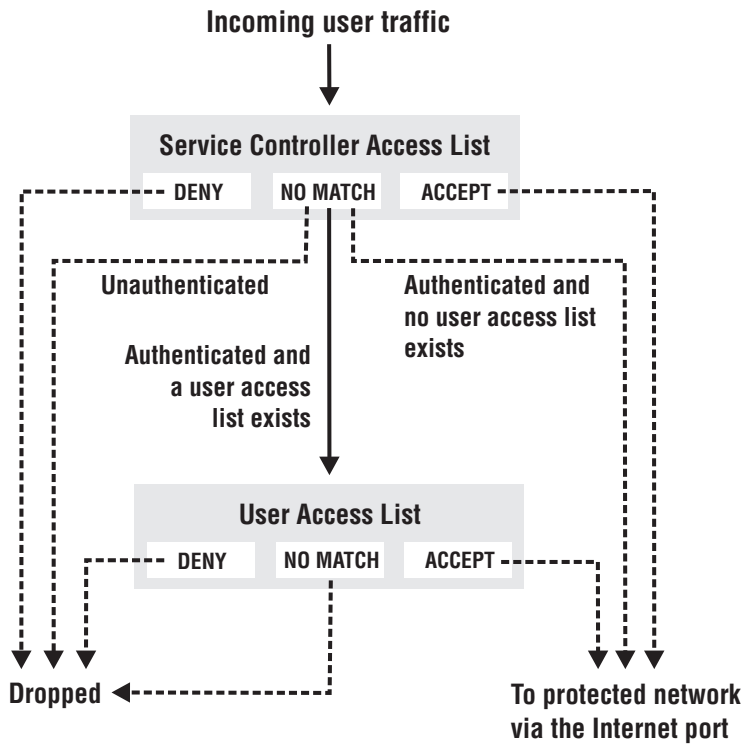 Incoming user traffic
Service Controller Access List
DENY
NO MATCH
ACCEPT
Unauthenticated
Authenticated and
no user access list
exists
Authenticated and
a user access
list exists
User Access List
DENY
NO MATCH
ACCEPT
Dropped
To protected network
via the Internet port